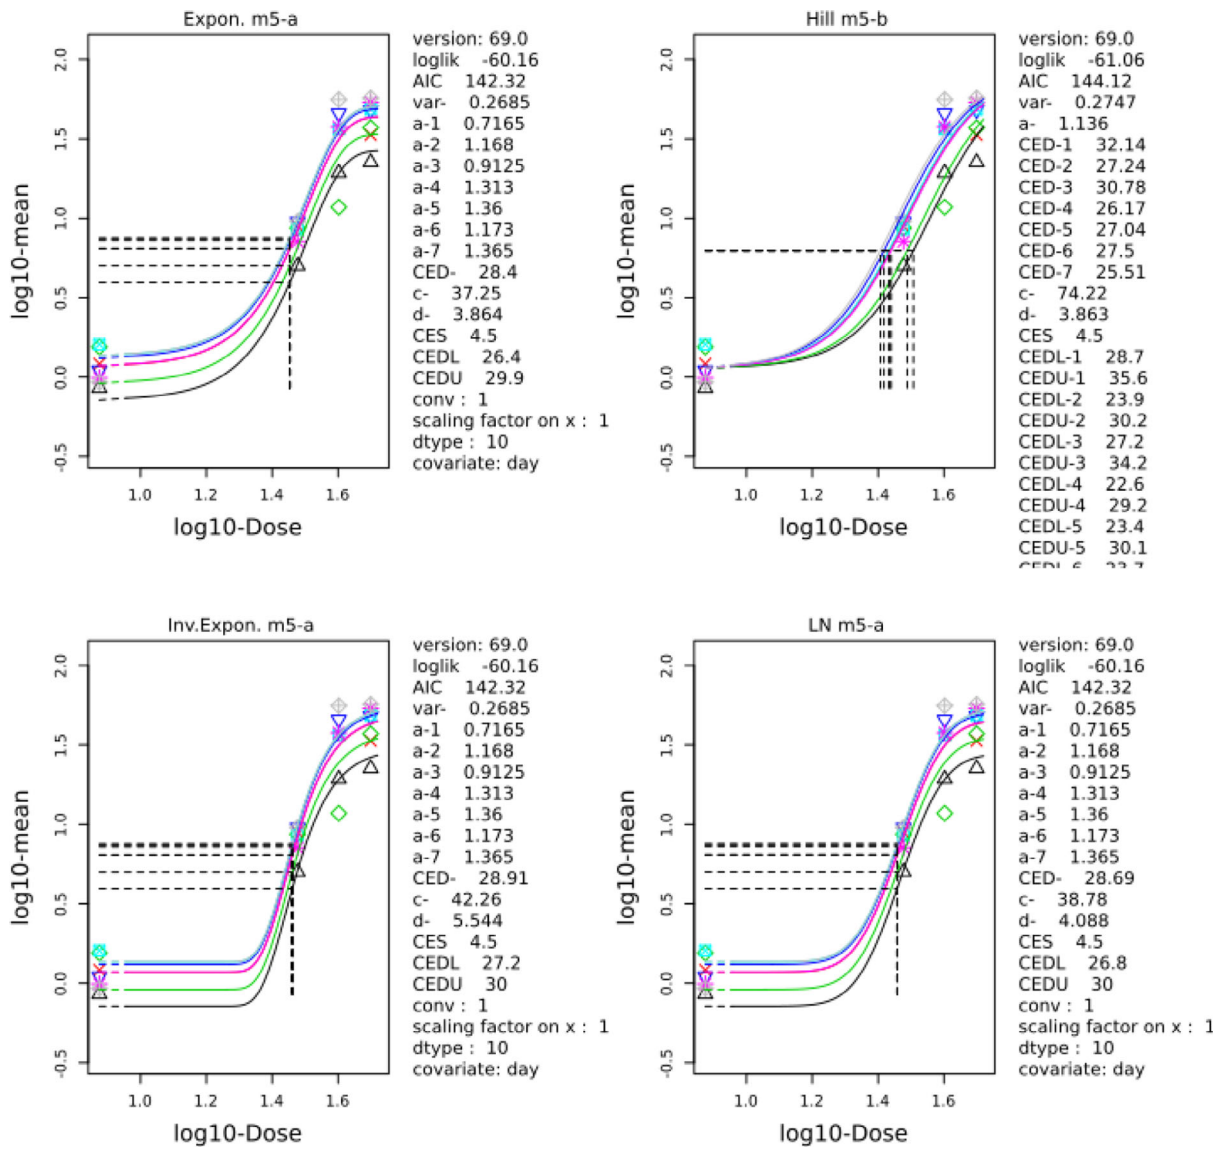 Expon. m5-a
log10-mean
2.0
1.5
1.0
0.5
0.0
-0.5
1.0 1.2 1.4 1.6
log10-Dose
version: 69.0
loglik -60.16
AIC 142.32
var- 0.2685
a-1 0.7165
a-2 1.168
a-3 0.9125
a-4 1.313
a-5 1.36
a-6 1.173
a-7 1.365
CED- 28.4
c- 37.25
d- 3.864
CES 4.5
CEDL 26.4
CEDU 29.9
conv : 1
scaling factor on x : 1
dtype : 10
covariate: day
Hill m5-b
log10-mean
2.0
1.5
1.0
0.5
0.0
-0.5
1.0 1.2 1.4 1.6
log10-Dose
version: 69.0
loglik -61.06
AIC 144.12
var- 0.2747
a- 1.136
CED-1 32.14
CED-2 27.24
CED-3 30.78
CED-4 26.17
CED-5 27.04
CED-6 27.5
CED-7 25.51
c- 74.22
d- 3.863
CES 4.5
CEDL-1 28.7
CEDU-1 35.6
CEDL-2 23.9
CEDU-2 30.2
CEDL-3 27.2
CEDU-3 34.2
CEDL-4 22.6
CEDU-4 29.2
CEDL-5 23.4
CEDU-5 30.1
CEDL-6 23.7
Inv.Expon. m5-a
log10-mean
2.0
1.5
1.0
0.5
0.0
-0.5
1.0 1.2 1.4 1.6
log10-Dose
version: 69.0
loglik -60.16
AIC 142.32
var- 0.2685
a-1 0.7165
a-2 1.168
a-3 0.9125
a-4 1.313
a-5 1.36
a-6 1.173
a-7 1.365
CED- 28.91
c- 42.26
d- 5.544
CES 4.5
CEDL 27.2
CEDU 30
conv : 1
scaling factor on x : 1
dtype : 10
covariate: day
LN m5-a
log10-mean
2.0
1.5
1.0
0.5
0.0
-0.5
1.0 1.2 1.4 1.6
log10-Dose
version: 69.0
loglik -60.16
AIC 142.32
var- 0.2685
a-1 0.7165
a-2 1.168
a-3 0.9125
a-4 1.313
a-5 1.36
a-6 1.173
a-7 1.365
CED- 28.69
c- 38.78
d- 4.088
CES 4.5
CEDL 26.8
CEDU 30
conv : 1
scaling factor on x : 1
dtype : 10
covariate: day